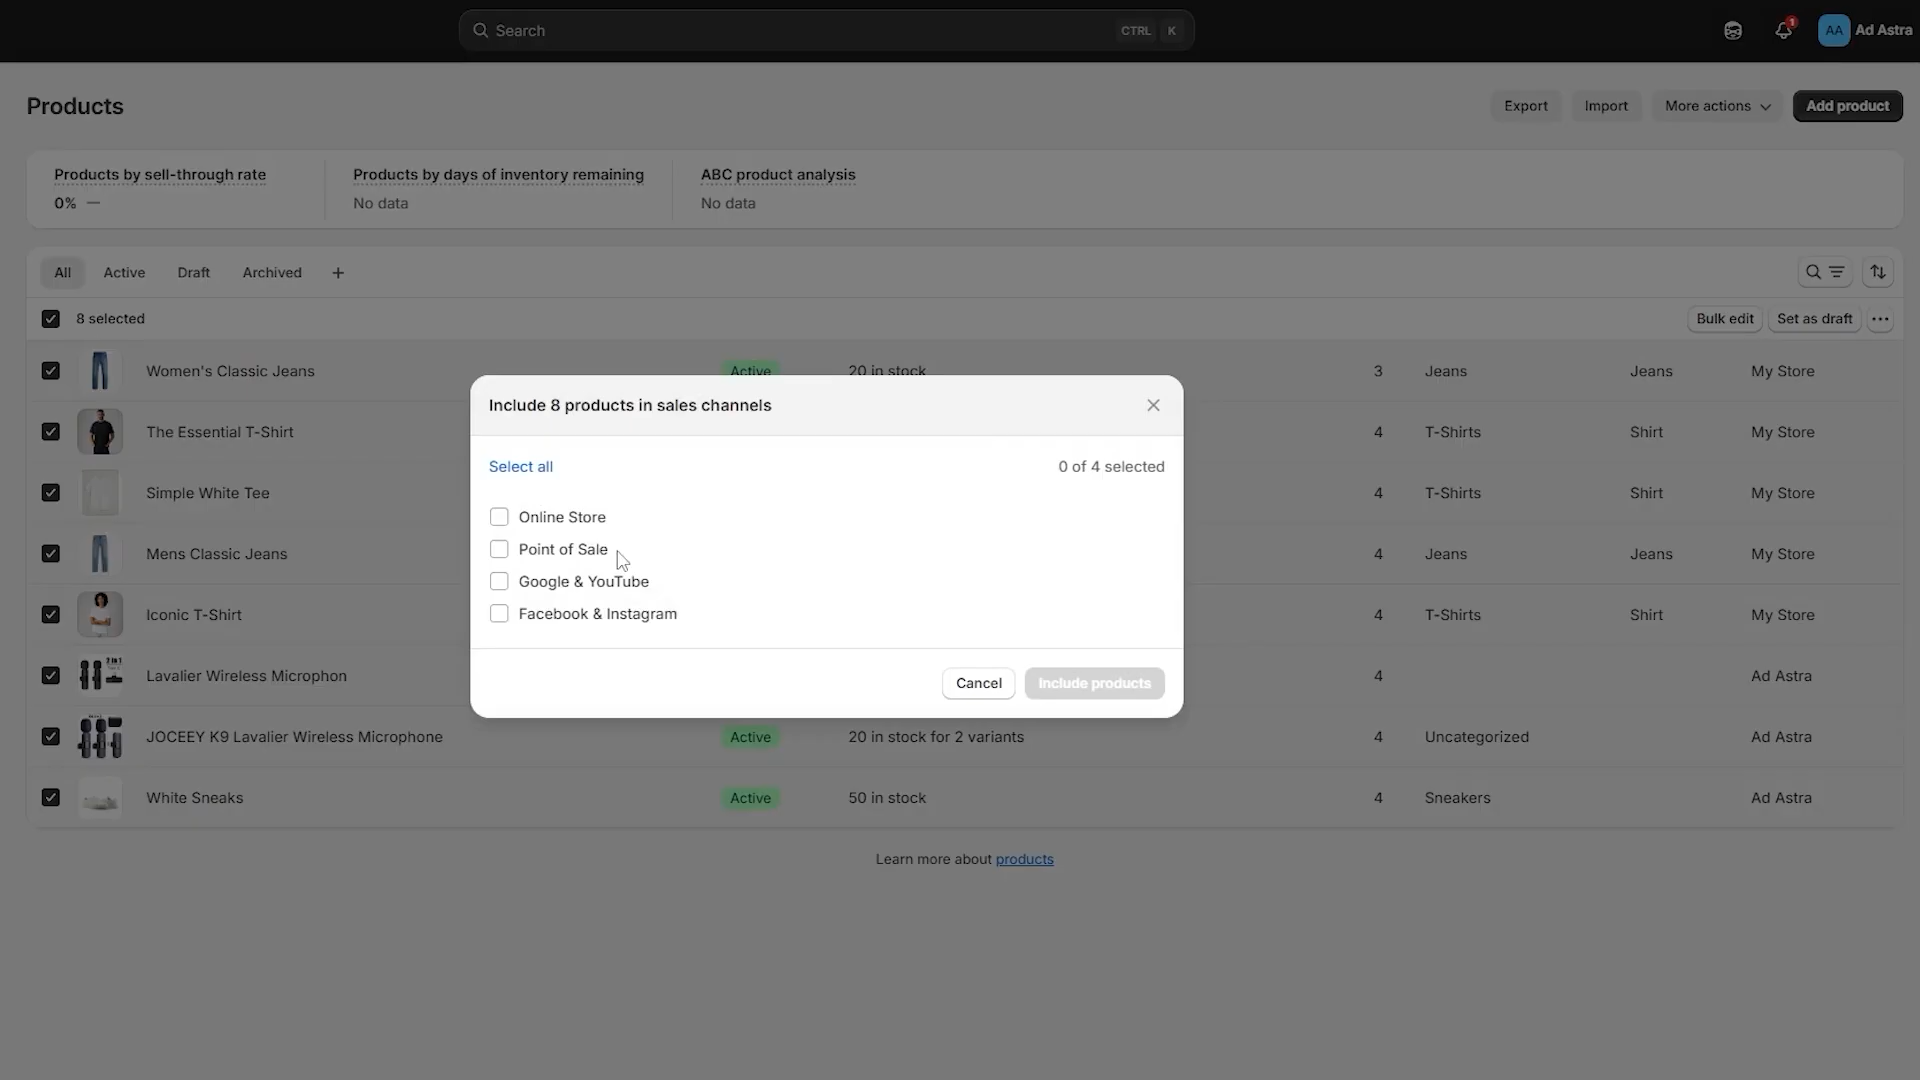 Search CTRL K 1 AA Ad Astra
Products Export Import More actions Add product
Products by sell-through rate Products by days of inventory remaining ABC product analysis
0% — No data No data
All Active Draft Archived +
8 selected Bulk edit Set as draft
Women's Classic Jeans Active 20 in stock 3 Jeans Jeans My Store
Include 8 products in sales channels
The Essential T-Shirt 4 T-Shirts Shirt My Store
Select all 0 of 4 selected
Simple White Tee 4 T-Shirts Shirt My Store
Online Store
Point of Sale
Mens Classic Jeans 4 Jeans Jeans My Store
Google & YouTube
Facebook & Instagram
Iconic T-Shirt 4 T-Shirts Shirt My Store
Lavalier Wireless Microphon 4 Ad Astra
Cancel Include products
JOCEEY K9 Lavalier Wireless Microphone Active 20 in stock for 2 variants 4 Uncategorized Ad Astra
White Sneaks Active 50 in stock 4 Sneakers Ad Astra
Learn more about products